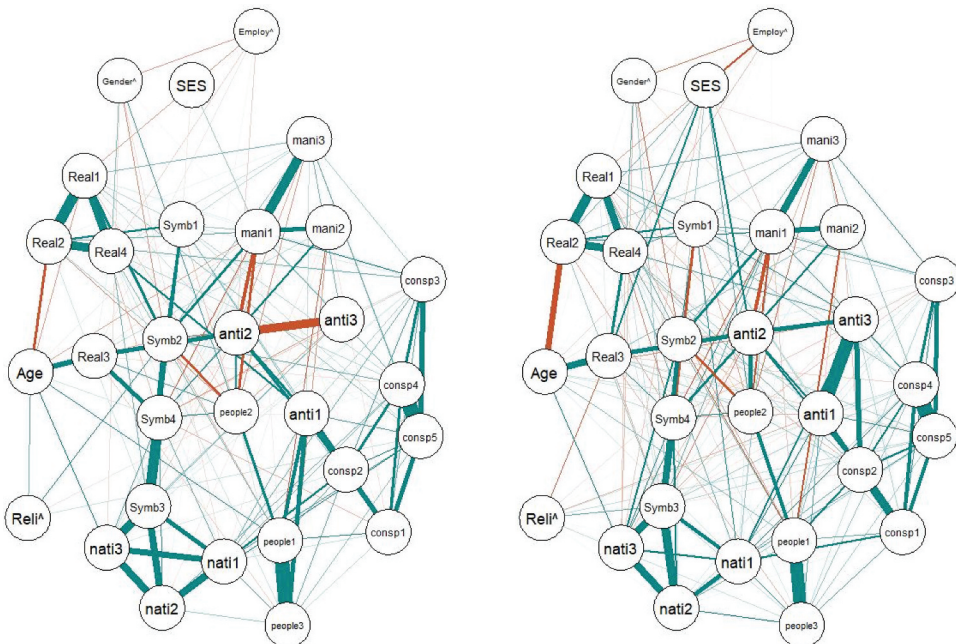 Employ^
Gender^
SES
mani3
Real1
Symb1
mani1
mani2
Real2
Real4
consp3
anti3
anti2
Symb2
Real3
Age
consp4
people2
anti1
Symb4
consp5
consp2
Symb3
Reli^
consp1
people1
nati3
nati1
nati2
people3
Employ^
Gender^
SES
mani3
Real1
Symb1
mani1
mani2
Real2
Real4
consp3
anti3
anti2
Symb2
Real3
Age
consp4
people2
anti1
Symb4
consp5
consp2
Symb3
Reli^
consp1
people1
nati3
nati1
nati2
people3